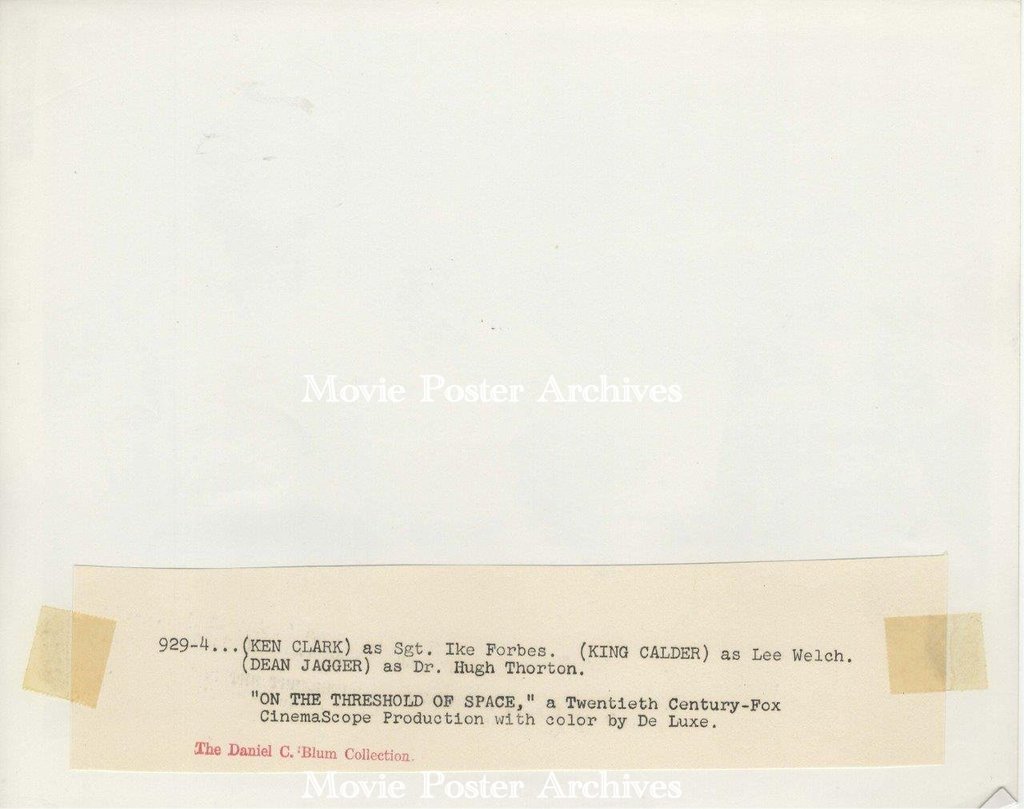 Movie Poster Archives
929-4...(KEN CLARK) as Sgt. Ike Forbes. (KING CALDER) as Lee Welch.
(DEAN JAGGER) as Dr. Hugh Thorton.
"ON THE THRESHOLD OF SPACE," a Twentieth Century-Fox
CinemaScope Production with color by De Luxe.
The Daniel C. Blum Collection.
Movie Poster Archives